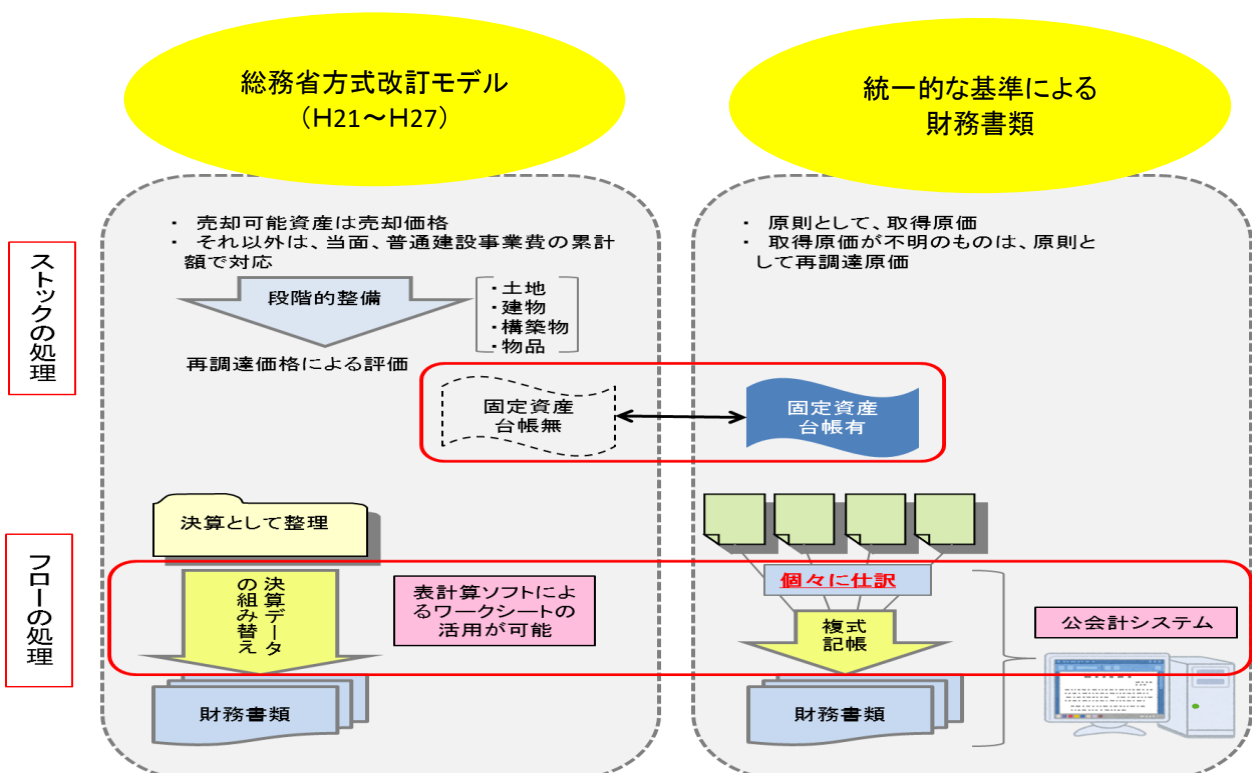 総務省方式改訂モデル
（H21～H27）
統一的な基準による
財務書類
ストックの処理
・ 売却可能資産は売却価格
・ それ以外は、当面、普通建設事業費の累計
額で対応
段階的整備
・土地
・建物
・構築物
・物品
再調達価格による評価
・ 原則として、取得原価
・ 取得原価が不明のものは、原則と
して再調達原価
固定資産
台帳無
固定資産
台帳有
フローの処理
決算として整理
決算データ
の組み替え
表計算ソフトによ
るワークシートの
活用が可能
財務書類
個々に仕訳
複式
記帳
財務書類
公会計システム